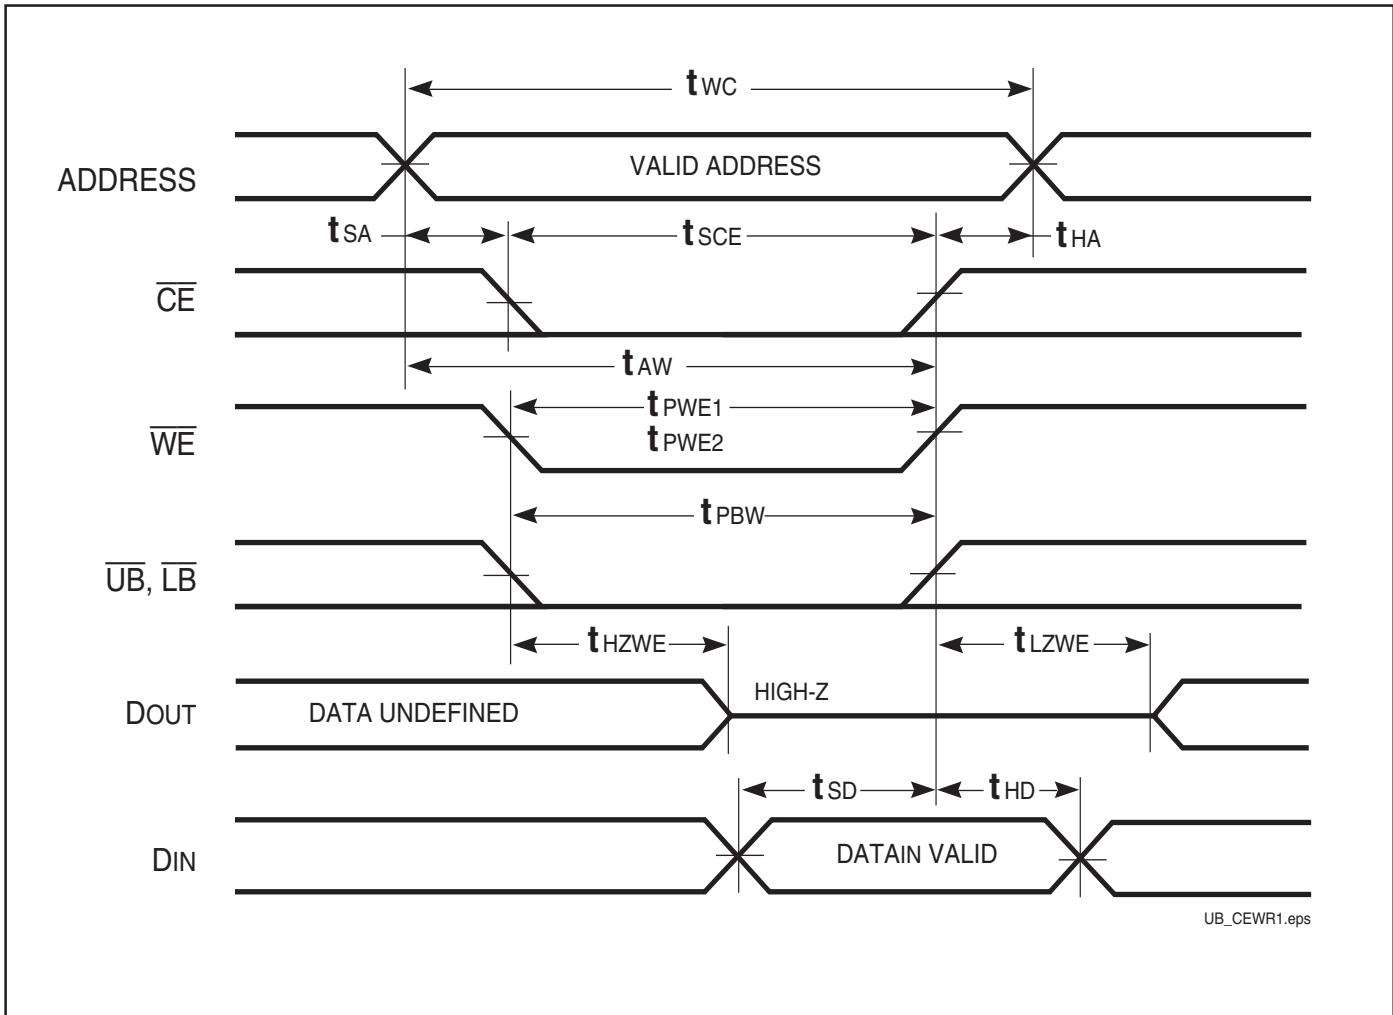 tWC
ADDRESS
VALID ADDRESS
tSA
tSCE
tHA
CE
tAW
tPWE1
WE
tPWE2
tPBW
UB, LB
tHZWE
tLZWE
DOUT
DATA UNDEFINED
HIGH-Z
tSD
tHD
DIN
DATAIN VALID
UB_CEWR1.eps